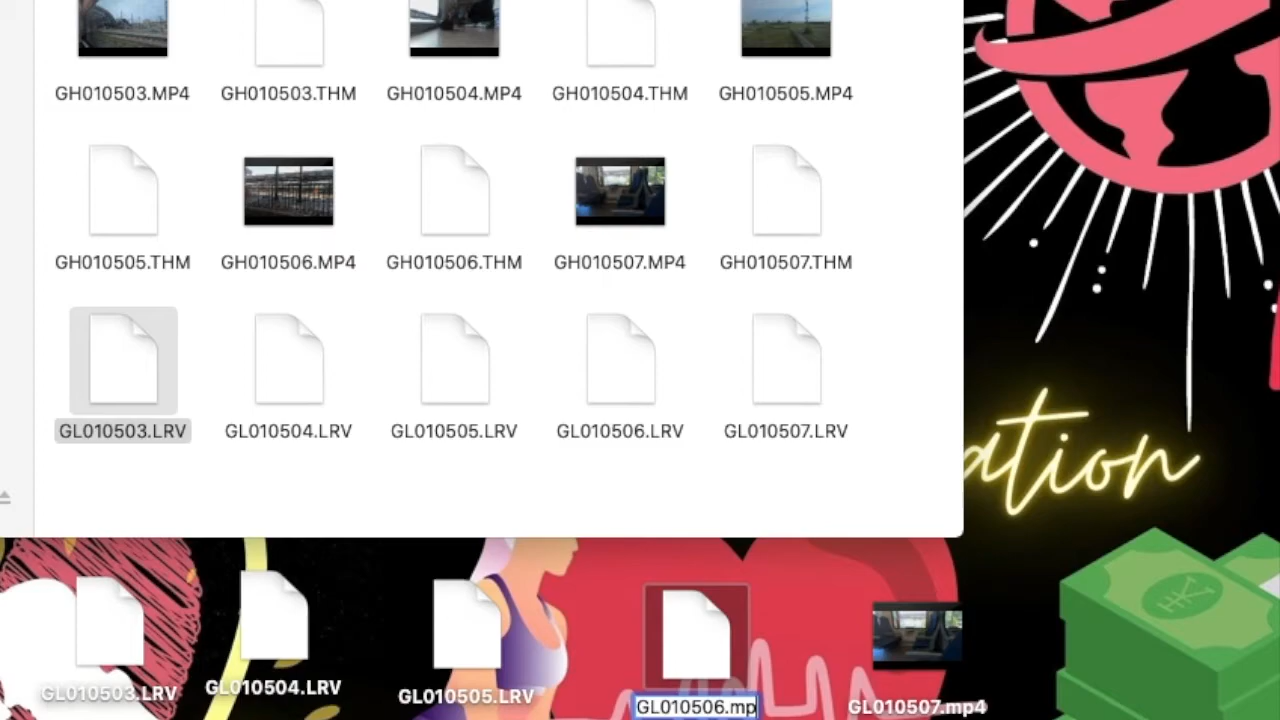 GH010503.MP4 GH010503.THM GH010504.MP4 GH010504.THM GH010505.MP4
GH010505.THM GH010506.MP4 GH010506.THM GH010507.MP4 GH010507.THM
GL010503.LRV GL010504.LRV GL010505.LRV GL010506.LRV GL010507.LRV
ation
GL010503.LRV GL010504.LRV GL010505.LRV GL010506.mp GL010507.mp4